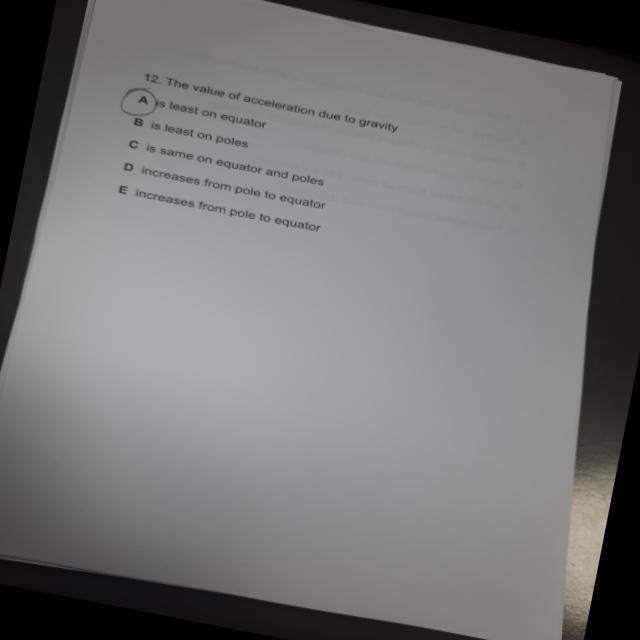 12. The value of acceleration due to gravity
A is least on equator
B is least on poles
C is same on equator and poles
D increases from pole to equator
E increases from pole to equator